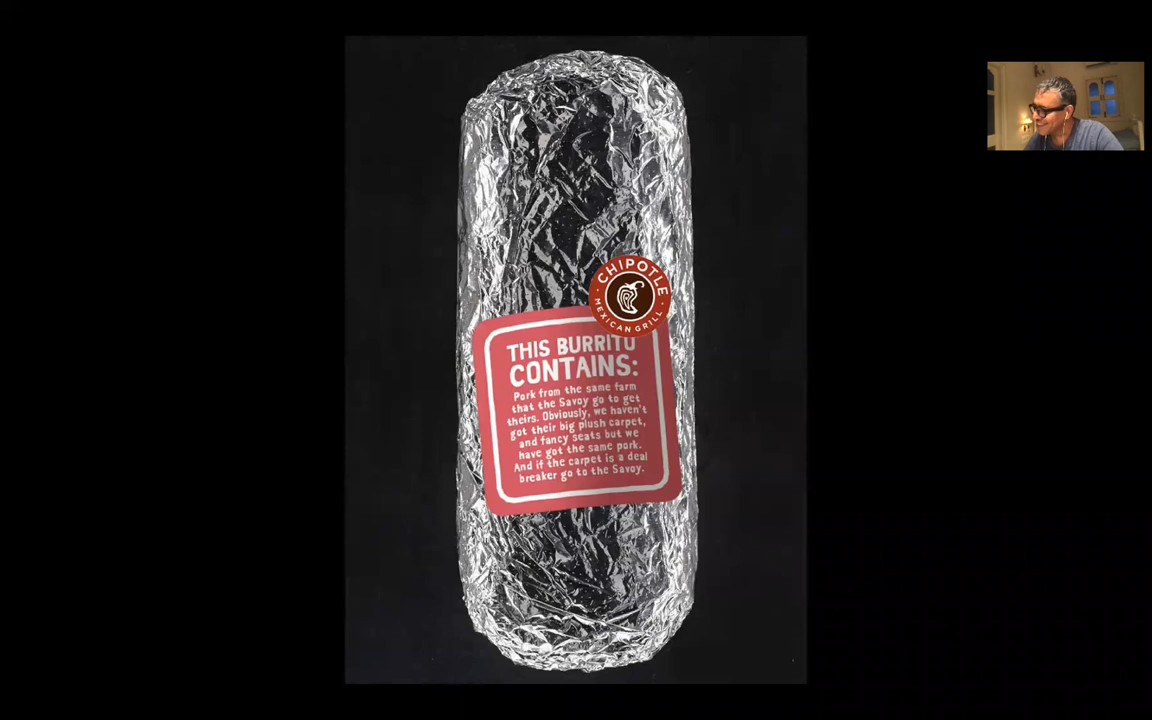 CHIPOTLE
MEXICAN GRILL
THIS BURRITO
CONTAINS:
Pork from the same farm
that the Savoy go to get
theirs. Obviously, we haven't
got their big plush carpet,
and fancy seats but we
have got the same pork.
And if the carpet is a deal
breaker go to the Savoy.